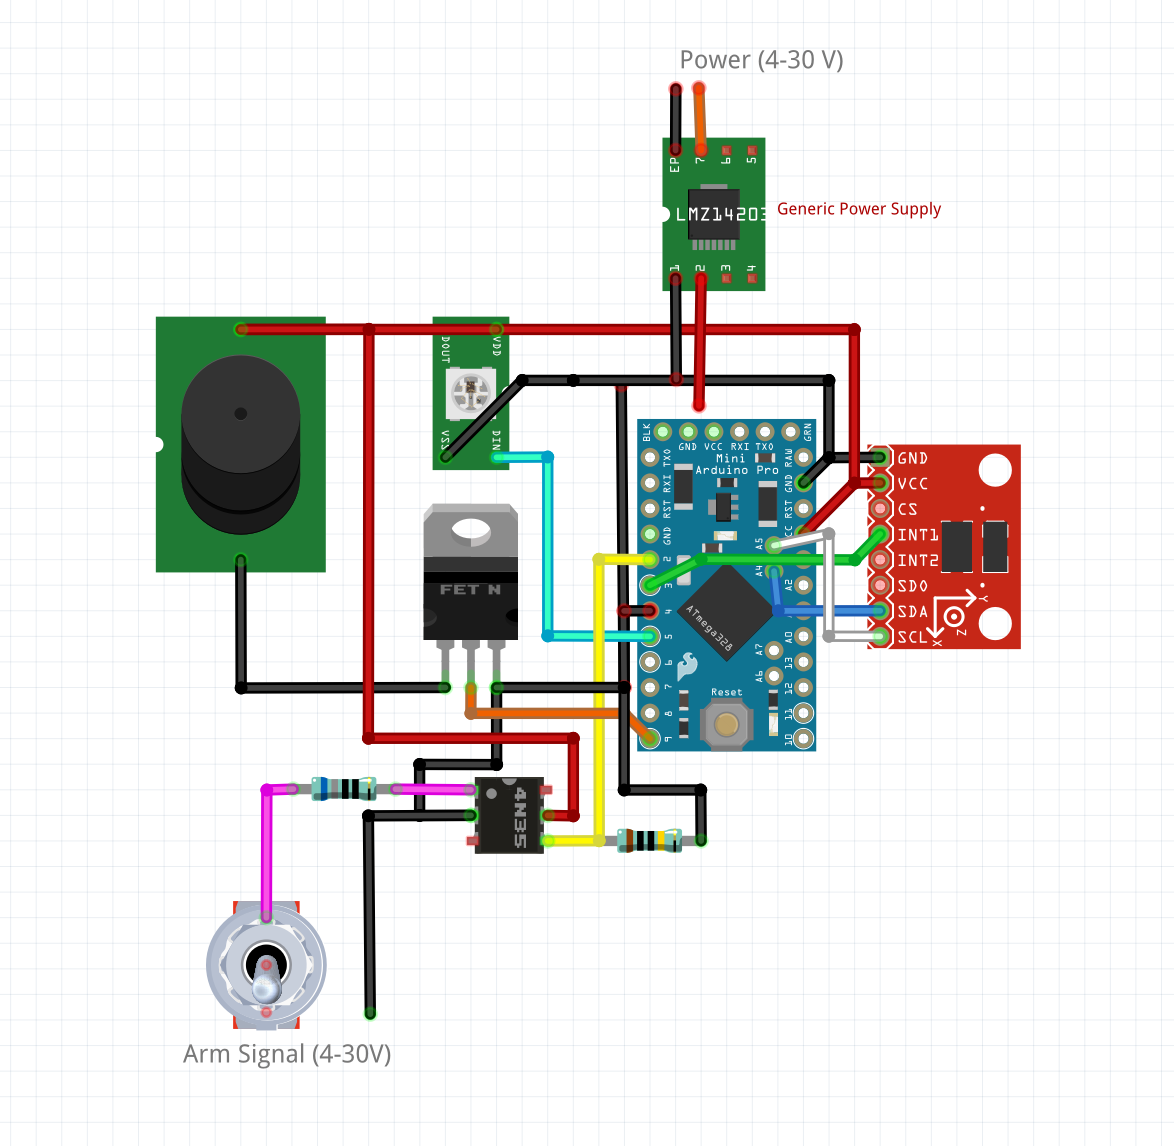 Power (4-30 V)
EP 7 6 5
LMZ14203
Generic Power Supply
1 2 3 4
DOUT VDD
VSS DIN
BLK GND VCC RXI TXO GRN
Mini
Arduino Pro
TXO RAW
RXI GND
RST RST
GND VCC
2 A5
3 A4 A2
4
5 A0
6 A7 13
7 A6 12
8 11
9 10
ATmega328
Reset
GND
VCC
CS
INT1
INT2
SDO
SDA
SCL
Y
Z
X
FET N
4N35
Arm Signal (4-30V)